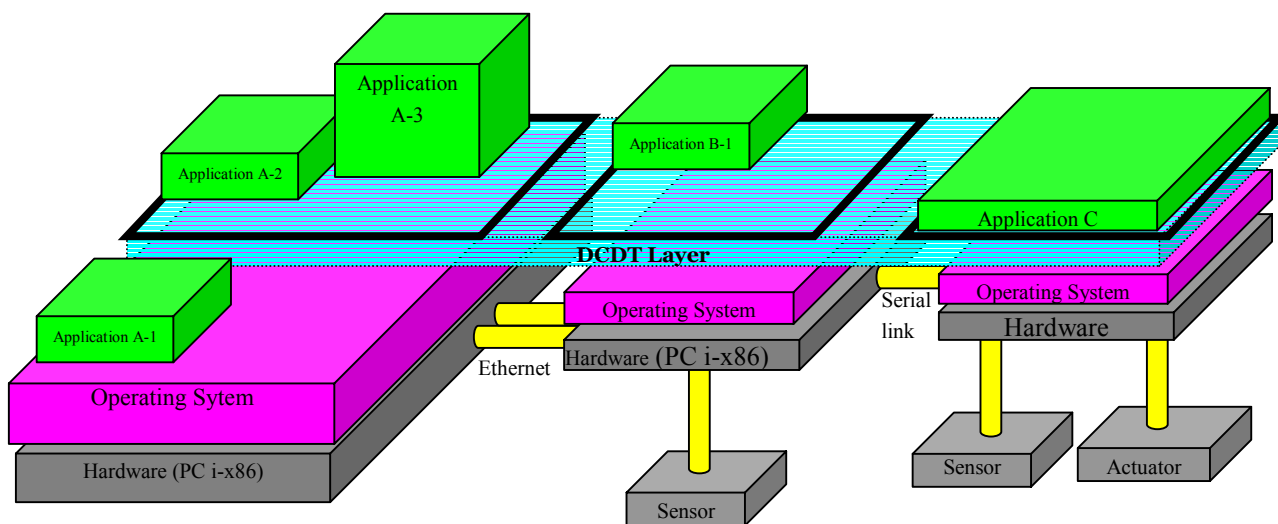 Application
A-3
Application A-2
Application B-1
Application C
DCDT Layer
Application A-1
Operating System
Operating System
Serial
link
Hardware
Hardware (PC i-x86)
Ethernet
Operating Sytem
Hardware (PC i-x86)
Sensor
Sensor
Actuator